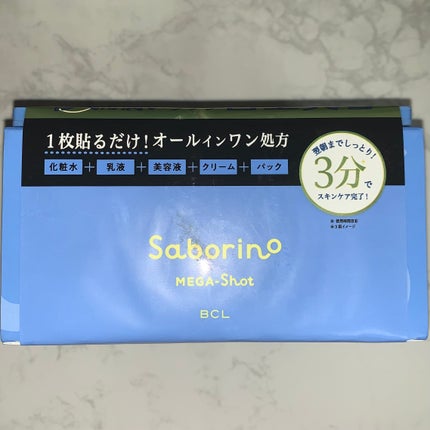 1枚貼るだけ!オールインワン処方
化粧水+乳液+美容液+クリーム+パック
翌朝までしっとり!
3分で
スキンケア完了!
Saborino
MEGA-Shot
BCL